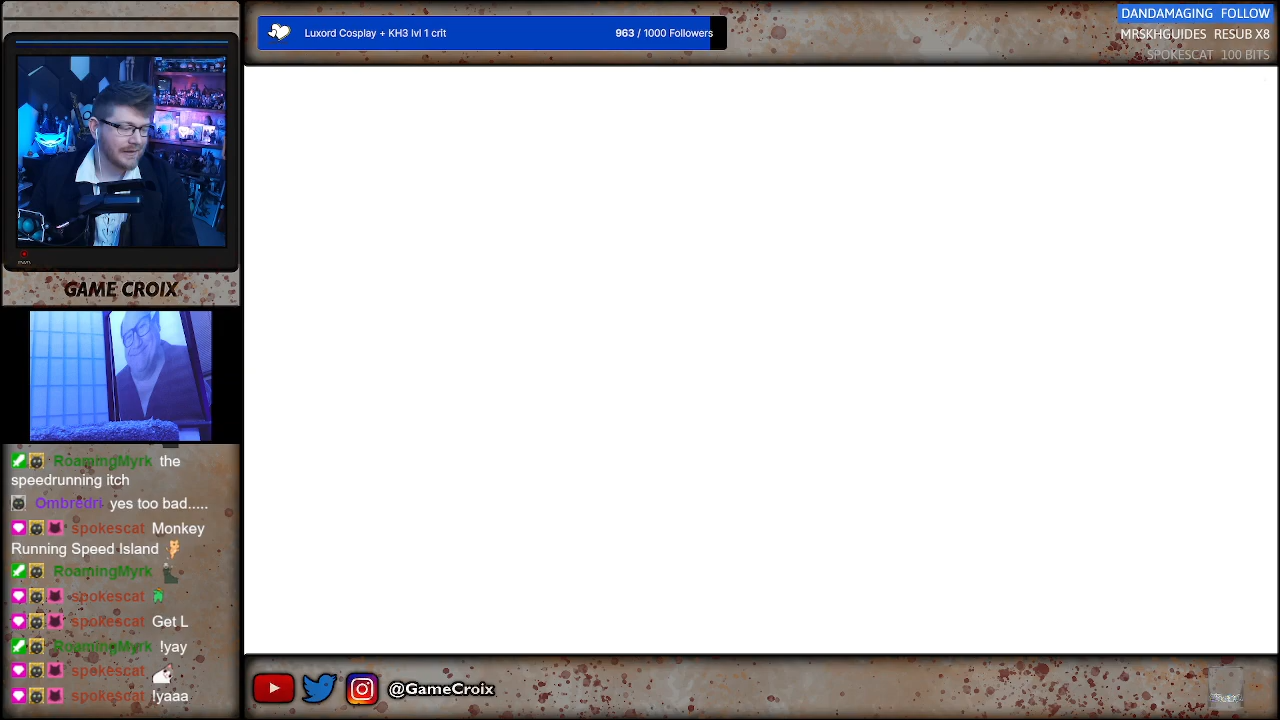 Luxord Cosplay + KH3 lvl 1 crit
963 / 1000 Followers
DANDAMAGING FOLLOW
MRSKHGUIDES RESUB X8
SPOKESCAT 100 BITS
GAME CROIX
RoamingMyrk the
speedrunning itch
Ombredri yes too bad.....
spokescat Monkey
Running Speed Island
RoamingMyrk
spokescat
spokescat Get L
RoamingMyrk !yay
spokescat
spokescat !yaaa
@GameCroix